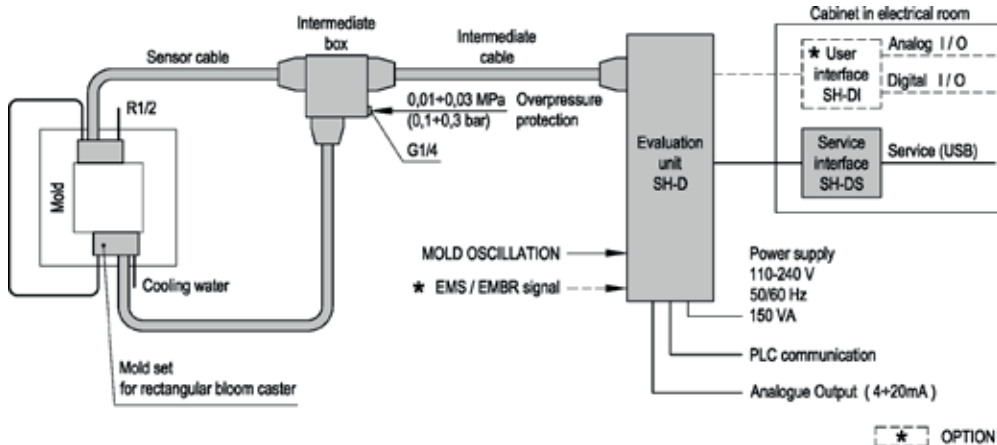 Cabinet in electrical room
Intermediate
box
Intermediate
cable
Sensor cable
* User
interface
SH-DI
Analog I / O
Digital I / O
R1/2
0,01÷0,03 MPa
(0,1÷0,3 bar)
Overpressure
protection
G1/4
Evaluation
unit
SH-D
Service
interface
SH-DS
Service (USB)
Mold
Cooling water
MOLD OSCILLATION
* EMS / EMBR signal
Power supply
110-240 V
50/60 Hz
150 VA
Mold set
for rectangular bloom caster
PLC communication
Analogue Output ( 4÷20mA )
* OPTION